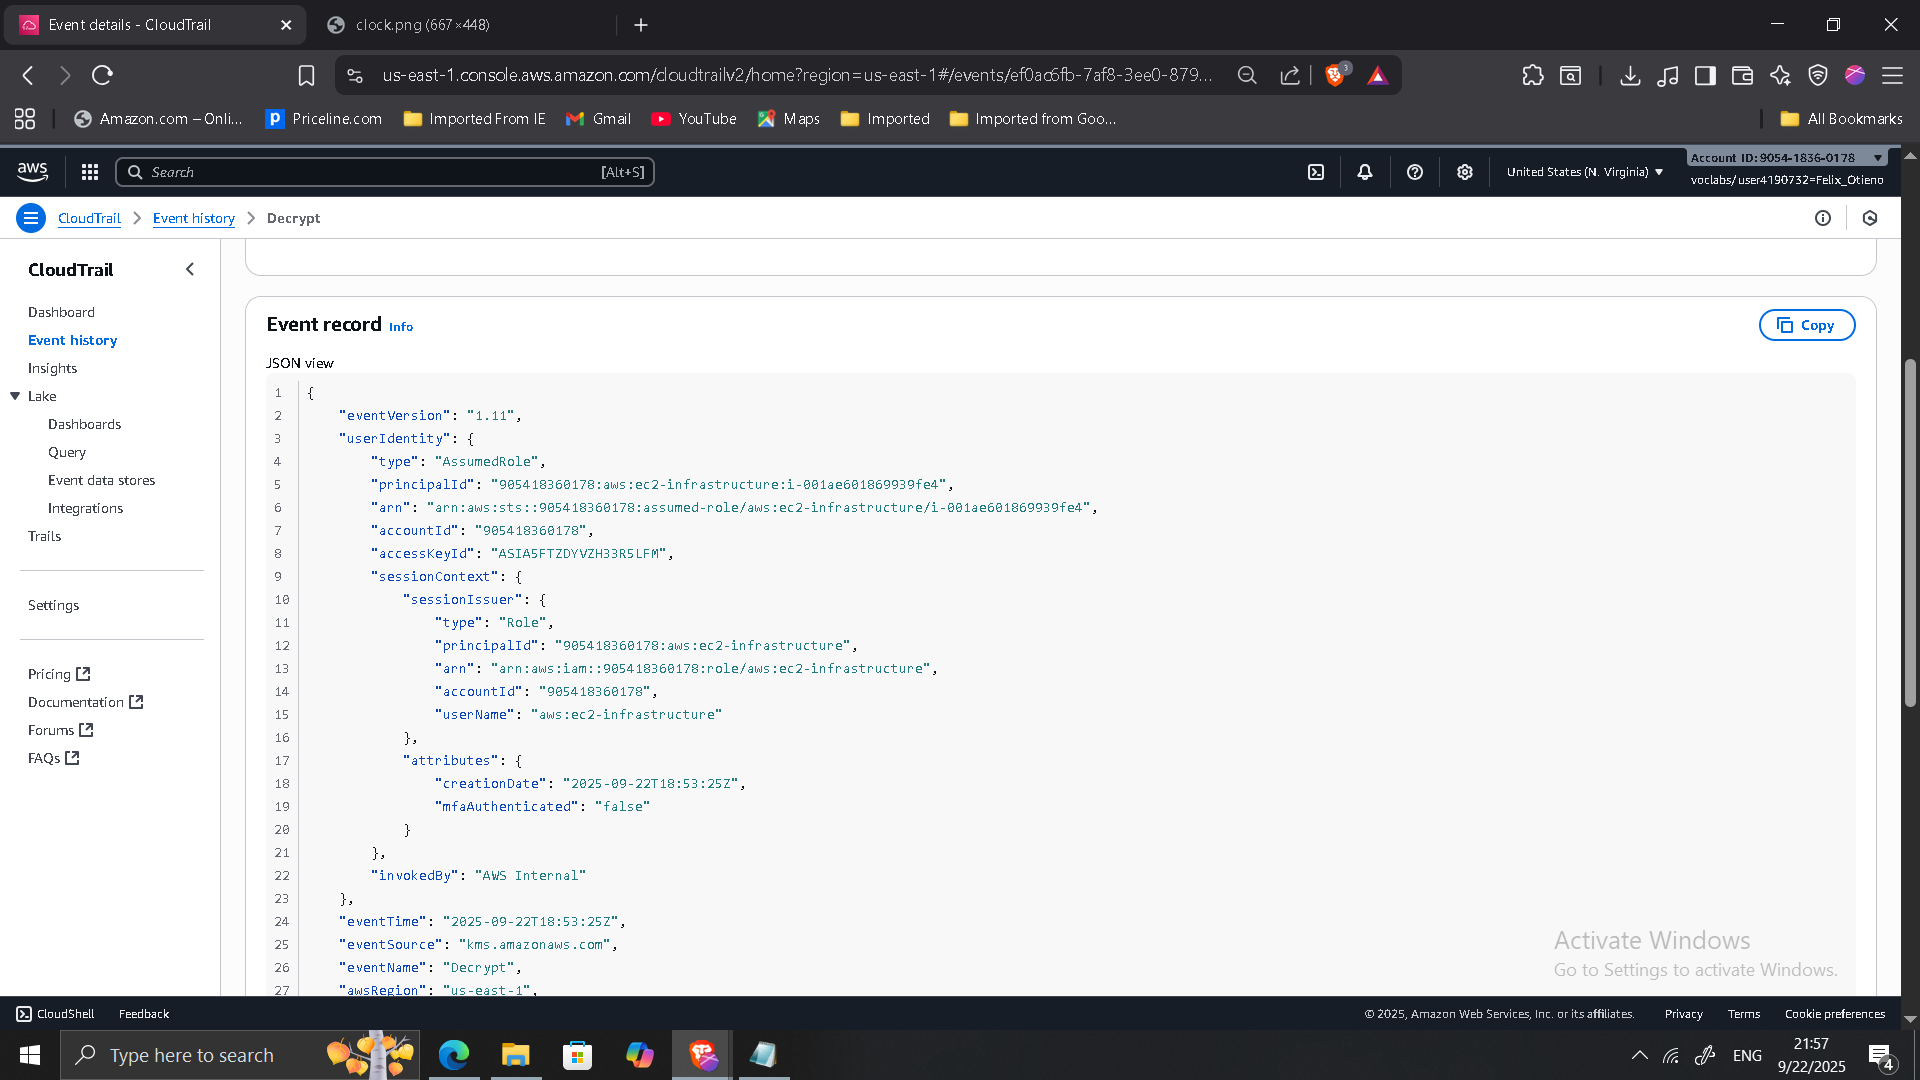 Event details - CloudTrail
clock.png (667×448)
us-east-1.console.aws.amazon.com/cloudtrailv2/home?region=us-east-1#/events/ef0ac6fb-7af8-3ee0-879...
3
Amazon.com – Onli...
Priceline.com
Imported From IE
Gmail
YouTube
Maps
Imported
Imported from Goo...
All Bookmarks
aws
Search
[Alt+S]
United States (N. Virginia)
Account ID: 9054-1836-0178
voclabs/user4190732=Felix_Otieno
CloudTrail
Event history
Decrypt
CloudTrail
Dashboard
Event history
Insights
Lake
Dashboards
Query
Event data stores
Integrations
Trails
Settings
Pricing
Documentation
Forums
FAQs
Event record Info
Copy
JSON view
1 {
2 "eventVersion": "1.11",
3 "userIdentity": {
4 "type": "AssumedRole",
5 "principalId": "905418360178:aws:ec2-infrastructure:i-001ae601869939fe4",
6 "arn": "arn:aws:sts::905418360178:assumed-role/aws:ec2-infrastructure/i-001ae601869939fe4",
7 "accountId": "905418360178",
8 "accessKeyId": "ASIA5FTZDYVZH33R5LFM",
9 "sessionContext": {
10 "sessionIssuer": {
11 "type": "Role",
12 "principalId": "905418360178:aws:ec2-infrastructure",
13 "arn": "arn:aws:iam::905418360178:role/aws:ec2-infrastructure",
14 "accountId": "905418360178",
15 "userName": "aws:ec2-infrastructure"
16 },
17 "attributes": {
18 "creationDate": "2025-09-22T18:53:25Z",
19 "mfaAuthenticated": "false"
20 }
21 },
22 "invokedBy": "AWS Internal"
23 },
24 "eventTime": "2025-09-22T18:53:25Z",
25 "eventSource": "kms.amazonaws.com",
26 "eventName": "Decrypt",
27 "awsRegion": "us-east-1",
Activate Windows
Go to Settings to activate Windows.
CloudShell
Feedback
© 2025, Amazon Web Services, Inc. or its affiliates.
Privacy
Terms
Cookie preferences
Type here to search
ENG
21:57
9/22/2025
4